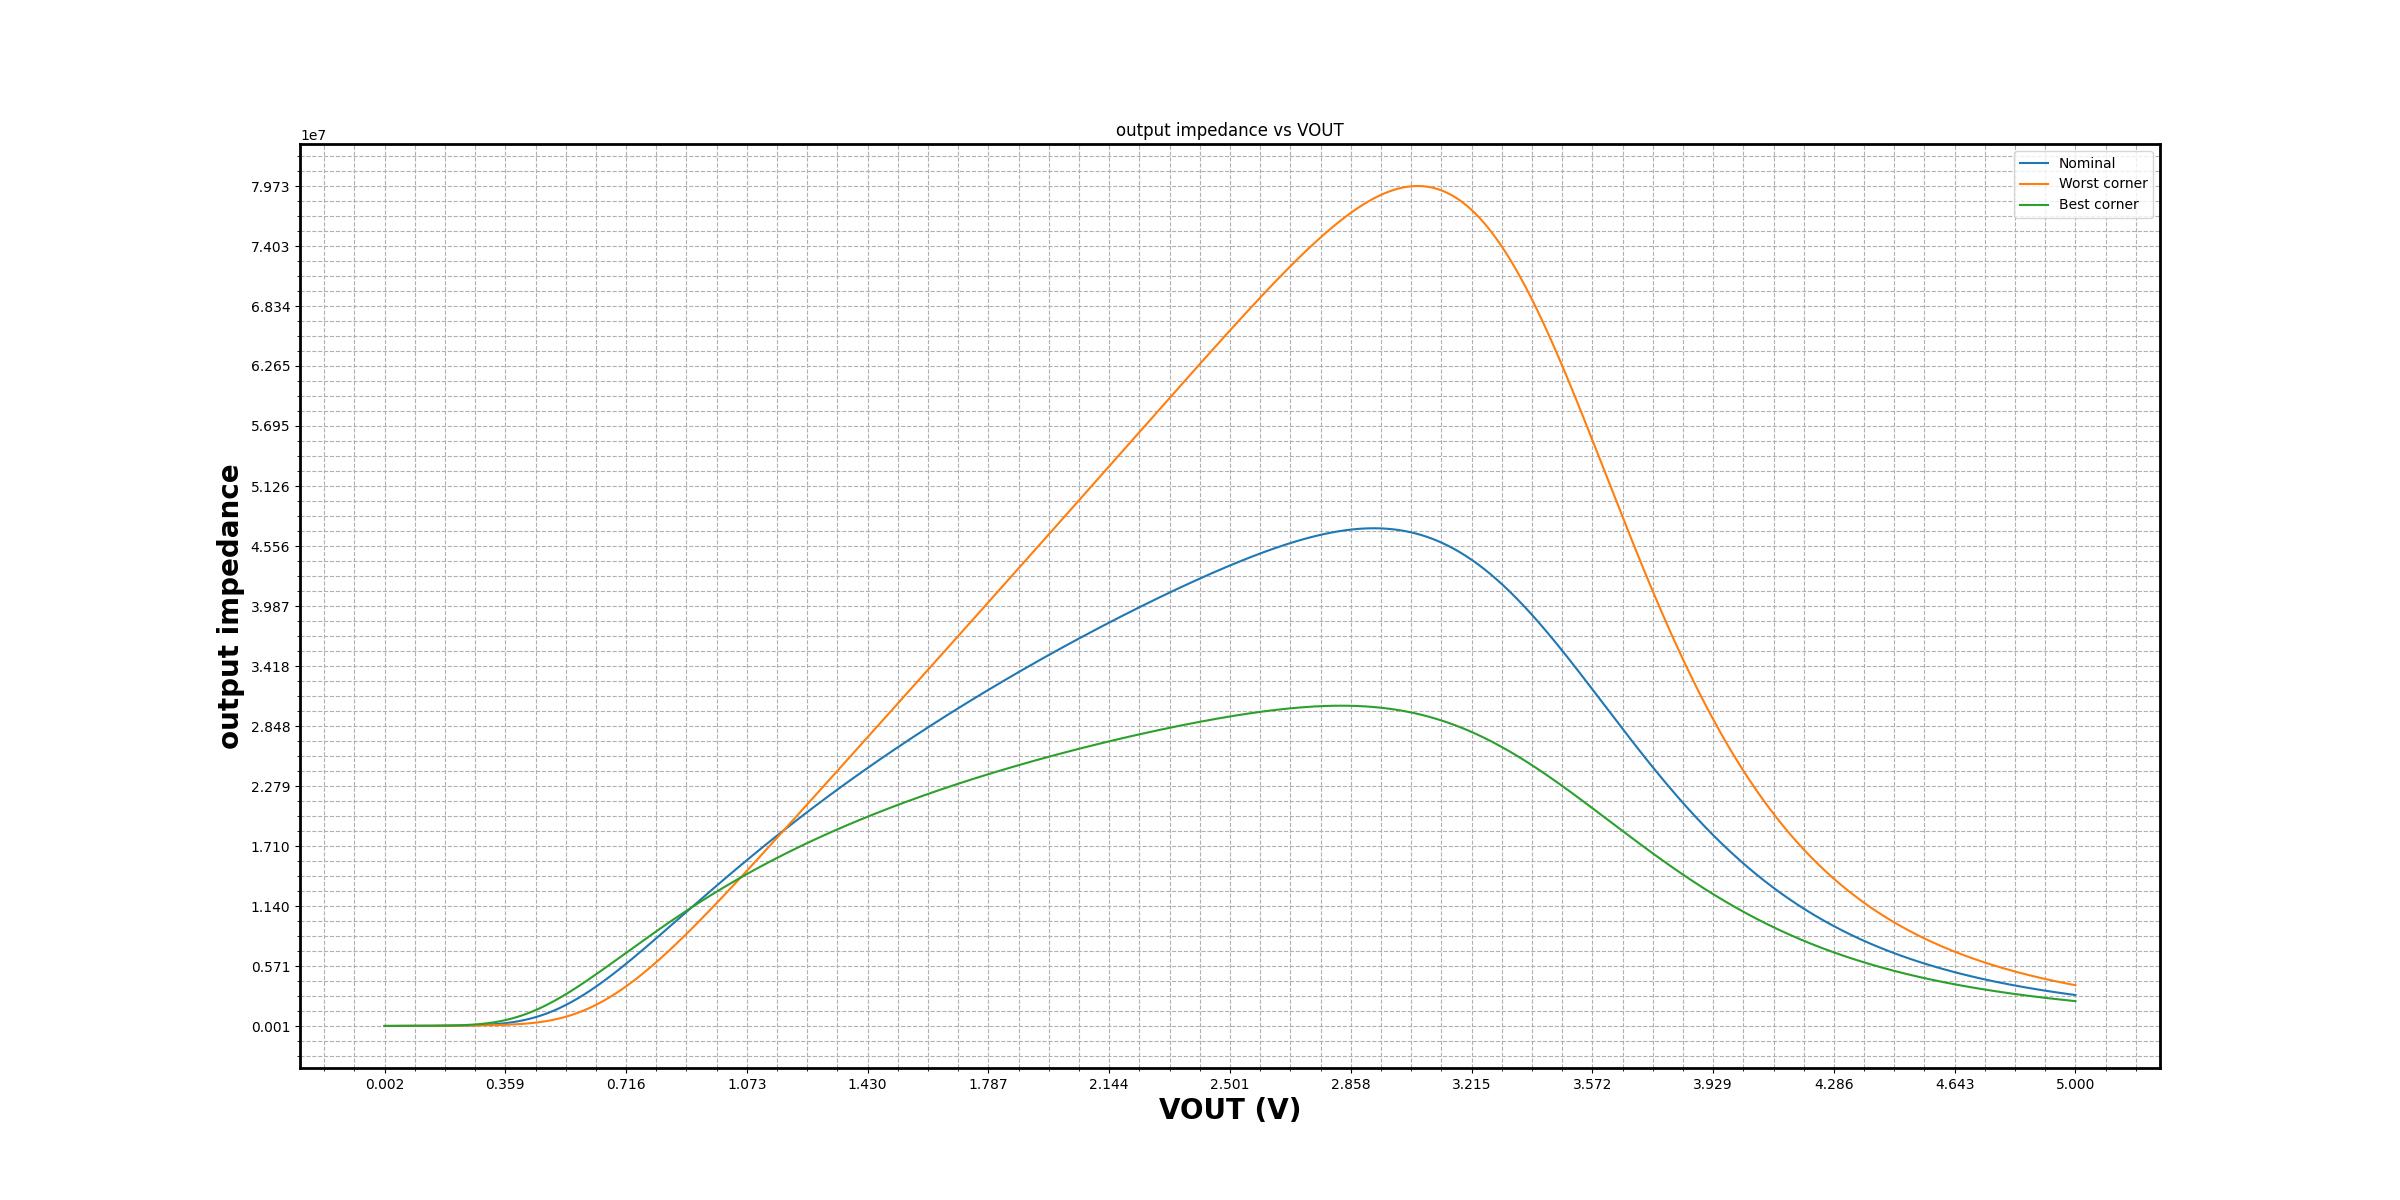 output impedance vs VOUT
1e7
Nominal
Worst corner
Best corner
7.973
7.403
6.834
6.265
5.695
5.126
4.556
3.987
3.418
2.848
2.279
1.710
1.140
0.571
0.001
output impedance
0.002 0.359 0.716 1.073 1.430 1.787 2.144 2.501 2.858 3.215 3.572 3.929 4.286 4.643 5.000
VOUT (V)